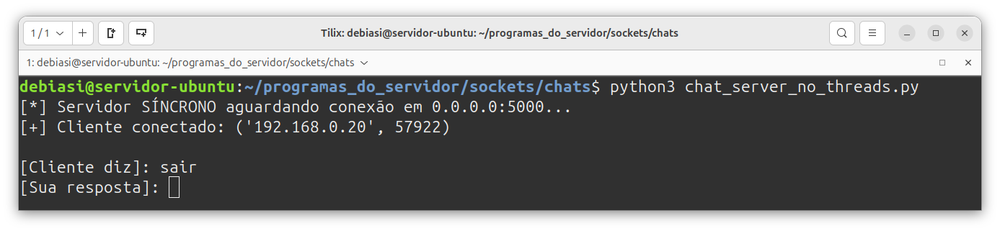 1 / 1
Tilix: debiasi@servidor-ubuntu: ~/programas_do_servidor/sockets/chats
1: debiasi@servidor-ubuntu: ~/programas_do_servidor/sockets/chats
debiasi@servidor-ubuntu:~/programas_do_servidor/sockets/chats$ python3 chat_server_no_threads.py
[*] Servidor SÍNCRONO aguardando conexão em 0.0.0.0:5000...
[+] Cliente conectado: ('192.168.0.20', 57922)
[Cliente diz]: sair
[Sua resposta]: